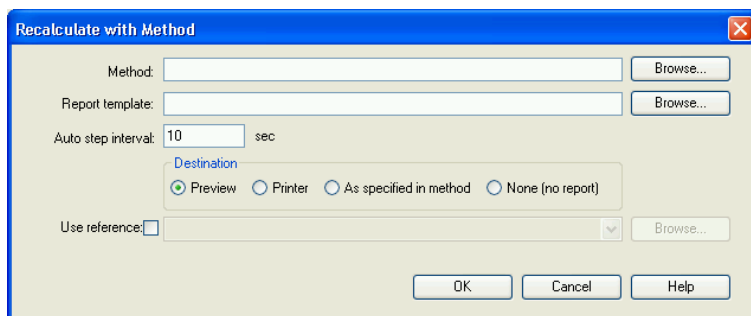 Recalculate with Method
Method: Browse...
Report template: Browse...
Auto step interval: 10 sec
Destination
Preview Printer As specified in method None (no report)
Use reference: Browse...
OK Cancel Help